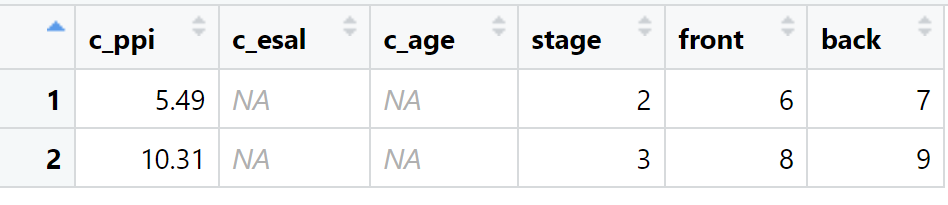 c_ppi c_esal c_age stage front back
1 5.49 NA NA 2 6 7
2 10.31 NA NA 3 8 9